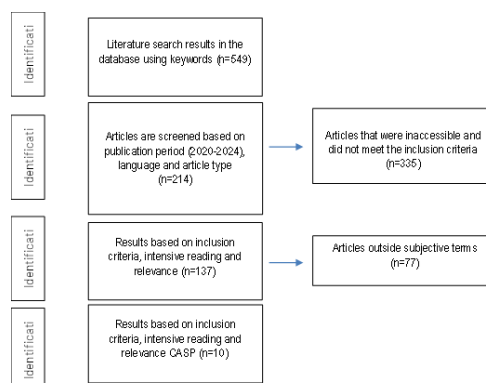 Identificati
Literature search results in the
database using keywords (n=549)
Identificati
Articles are screened based on
publication period (2020-2024),
language and article type
(n=214)
Articles that were inaccessible and
did not meet the inclusion criteria
(n=335)
Identificati
Results based on inclusion
criteria, intensive reading and
relevance (n=137)
Articles outside subjective terms
(n=77)
Identificati
Results based on inclusion
criteria, intensive reading and
relevance CASP (n=10)